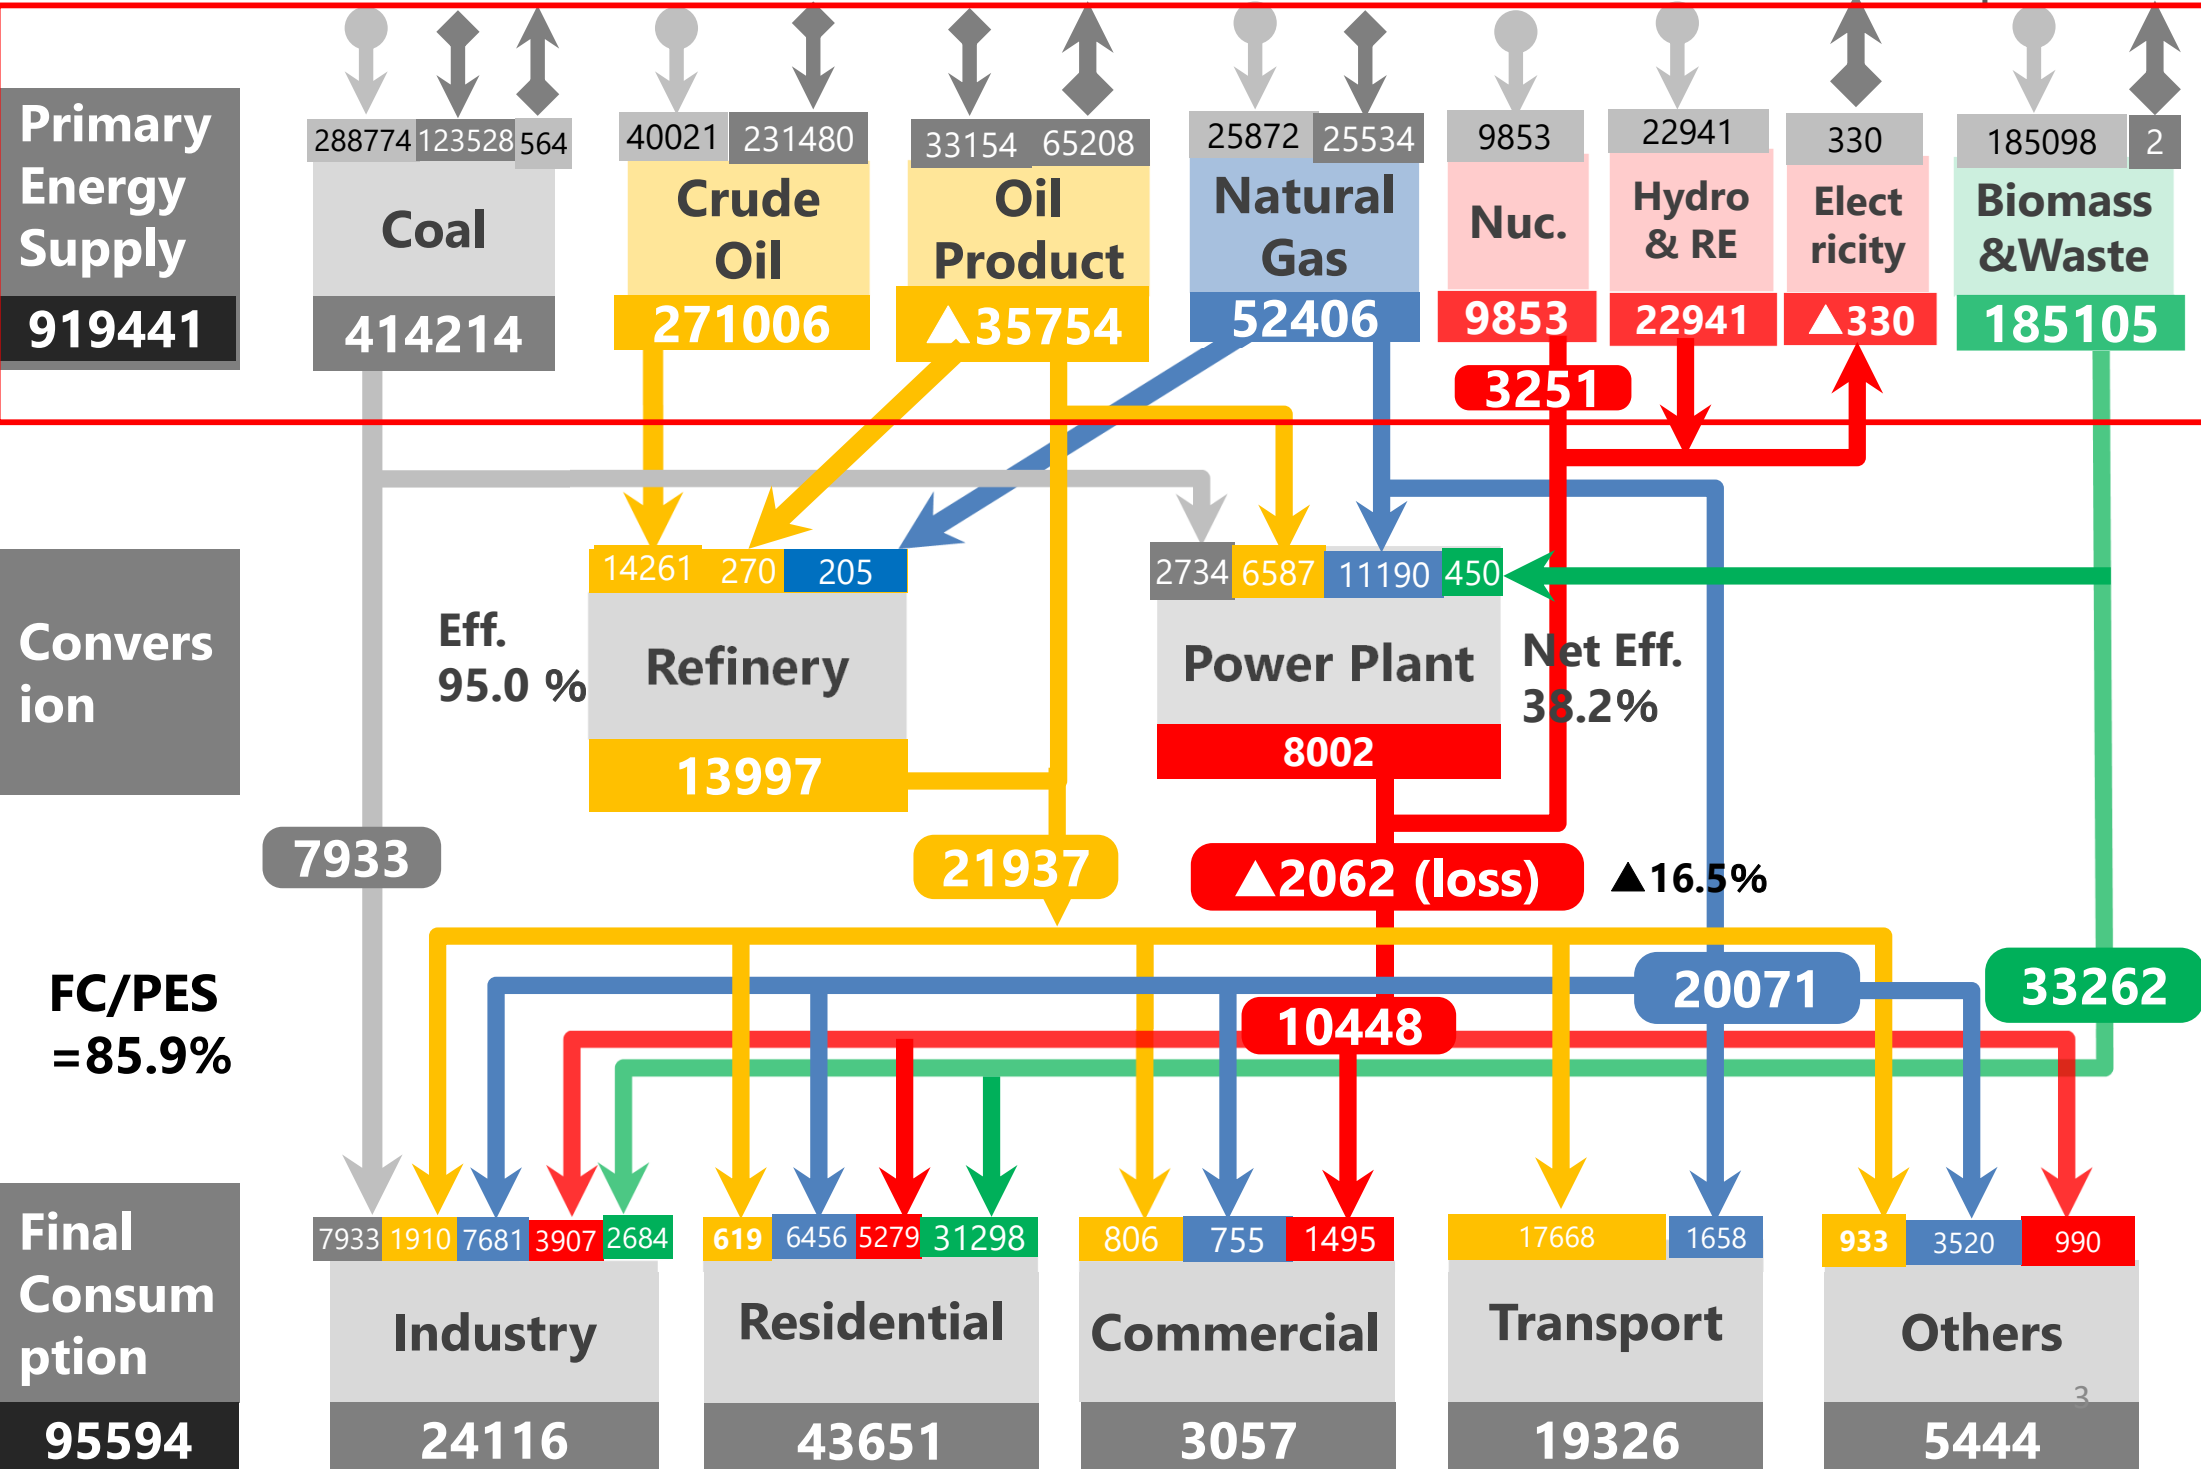 288774 123528 564 40021 231480 33154 65208 25872 25534 9853 22941 330 185098 2
Primary
Energy
Supply
919441
Coal
Crude
Oil
Oil
Product
Natural
Gas
Nuc.
Hydro
& RE
Elect
ricity
Biomass
&Waste
414214 271006 ▲35754 52406 9853 22941 ▲330 185105
3251
Convers
ion
14261 270 205
2734 6587 11190 450
Eff.
95.0 %
Refinery
Power Plant
Net Eff.
38.2%
13997
8002
7933
21937
▲2062 (loss)
▲16.5%
FC/PES
=85.9%
20071
33262
10448
Final
Consum
ption
95594
7933 1910 7681 3907 2684
619 6456 5279 31298
806 755 1495
17668 1658
933 3520 990
Industry
Residential
Commercial
Transport
Others
3
24116
43651
3057
19326
5444